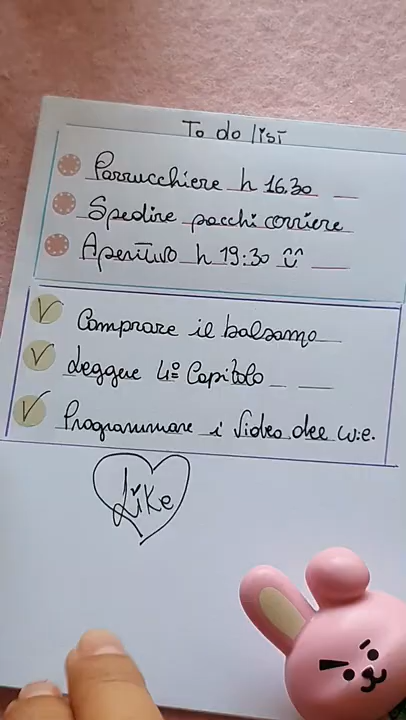 To do list
Parrucchiere h 16.30
Spedire pacchi corriere
Aperitivo h 19:30
V Comprare il balsamo
V Leggere 4º Capitolo
V Programmare i Video del w.e.
Like